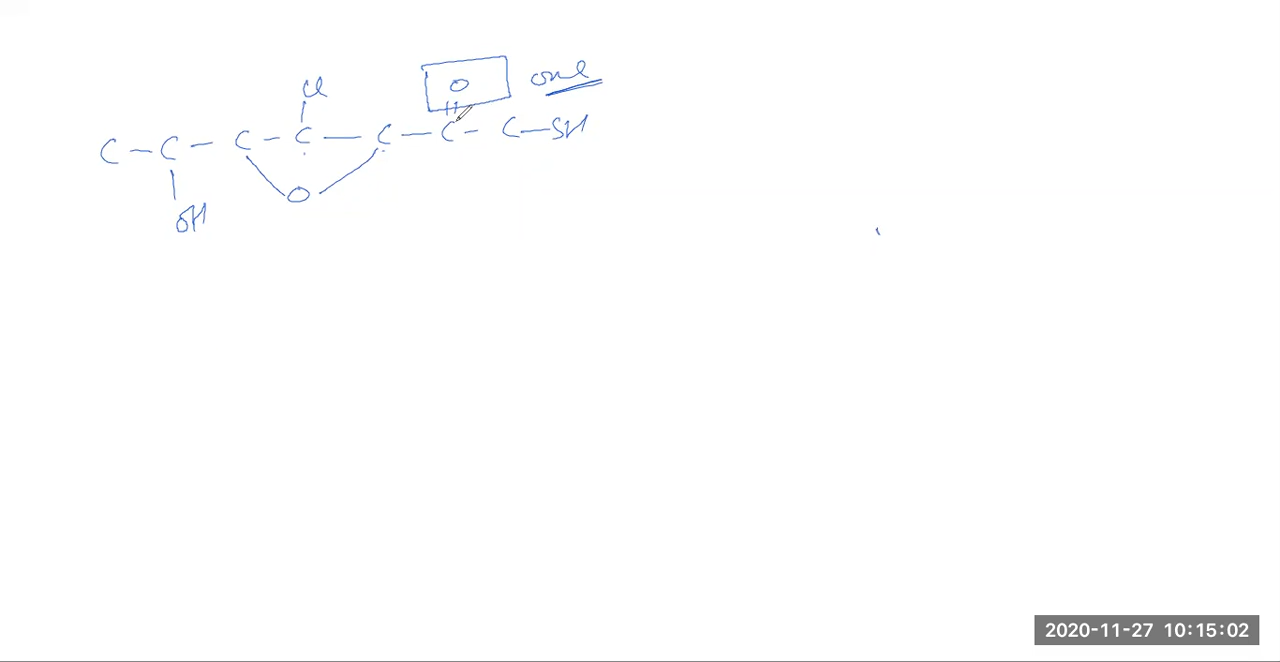 Cl O one
C - C - C - C - C - C - C - SH
O
OH
2020-11-27 10:15:02